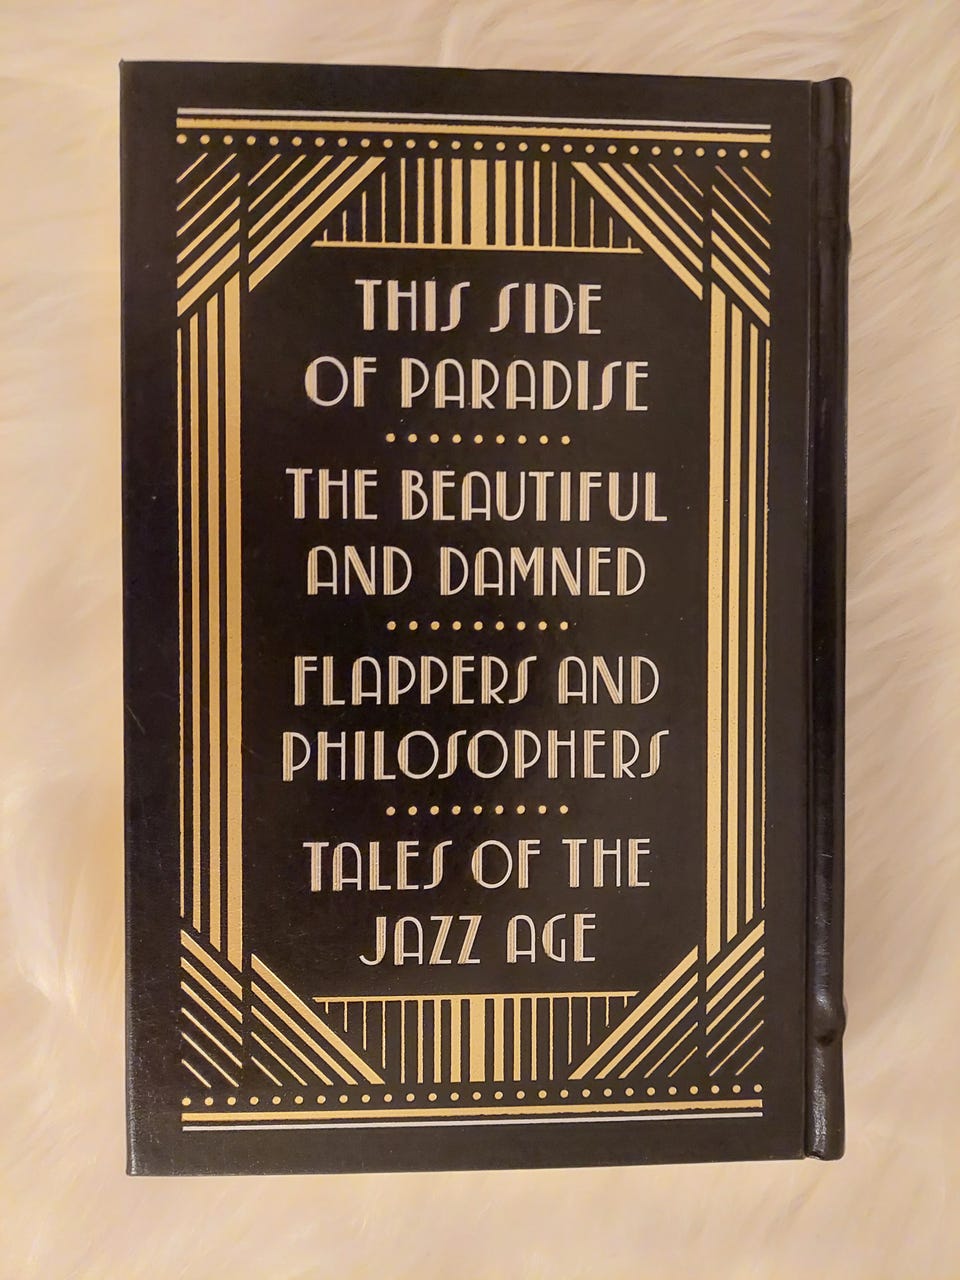 THIS SIDE
OF PARADISE
THE BEAUTIFUL
AND DAMNED
FLAPPERS AND
PHILOSOPHERS
TALES OF THE
JAZZ AGE